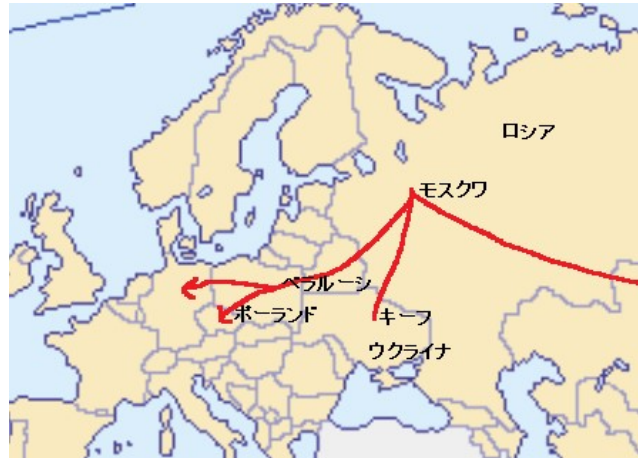 ロシア
モスクワ
ベラルーシ
ポーランド
キーフ
ウクライナ